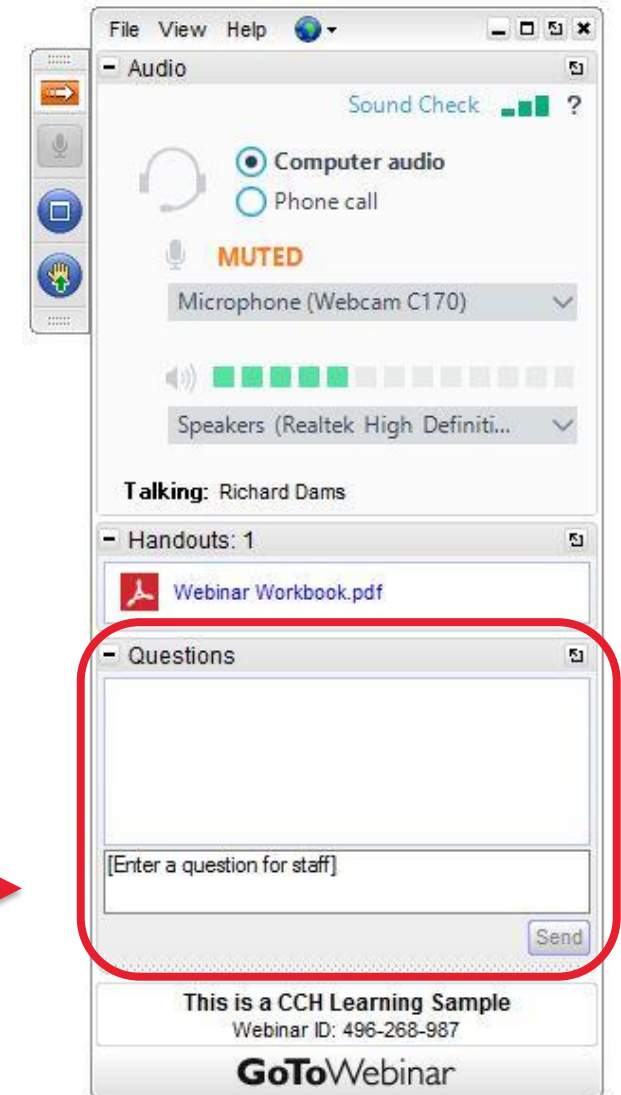 File View Help
Audio
Sound Check ?
Computer audio
Phone call
MUTED
Microphone (Webcam C170)
Speakers (Realtek High Definiti...
Talking: Richard Dams
Handouts: 1
Webinar Workbook.pdf
Questions
[Enter a question for staff]
Send
This is a CCH Learning Sample
Webinar ID: 496-268-987
GoToWebinar